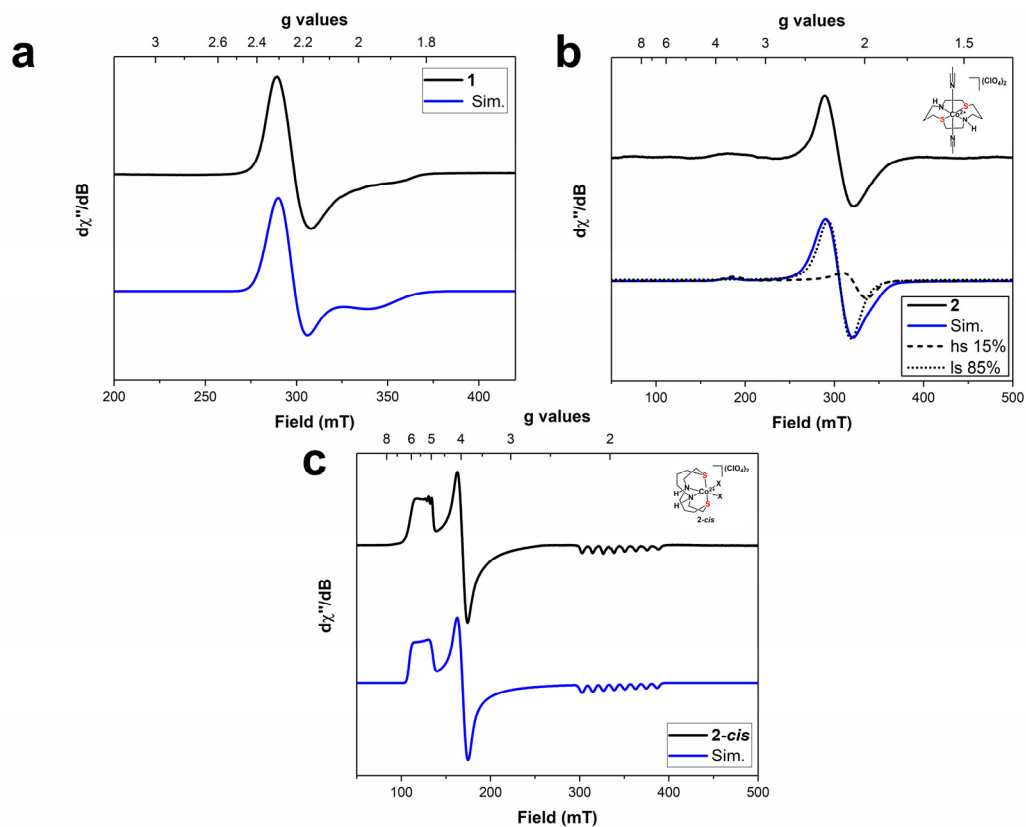 a
g values
3 2.6 2.4 2.2 2 1.8
1
Sim.
dχ"/dB
200 250 300 350 400
Field (mT)
b
g values
8 6 4 3 2 1.5
(ClO₄)₂
N
H
N
S
Co²⁺
S
N
H
N
dχ"/dB
2
Sim.
hs 15%
ls 85%
100 200 300 400 500
Field (mT)
c
g values
8 6 5 4 3 2
(ClO₄)₂
S
X
H N Co²⁺
X
N
H S
2-cis
dχ"/dB
2-cis
Sim.
100 200 300 400 500
Field (mT)